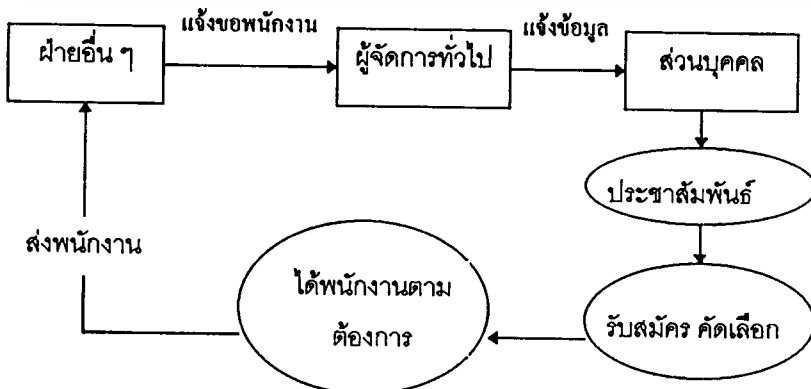 แจ้งขอพนักงาน
แจ้งข้อมูล
ฝ่ายอื่น ๆ
ผู้จัดการทั่วไป
ส่วนบุคคล
ประชาสัมพันธ์
ส่งพนักงาน
ได้พนักงานตาม
ต้องการ
รับสมัคร คัดเลือก